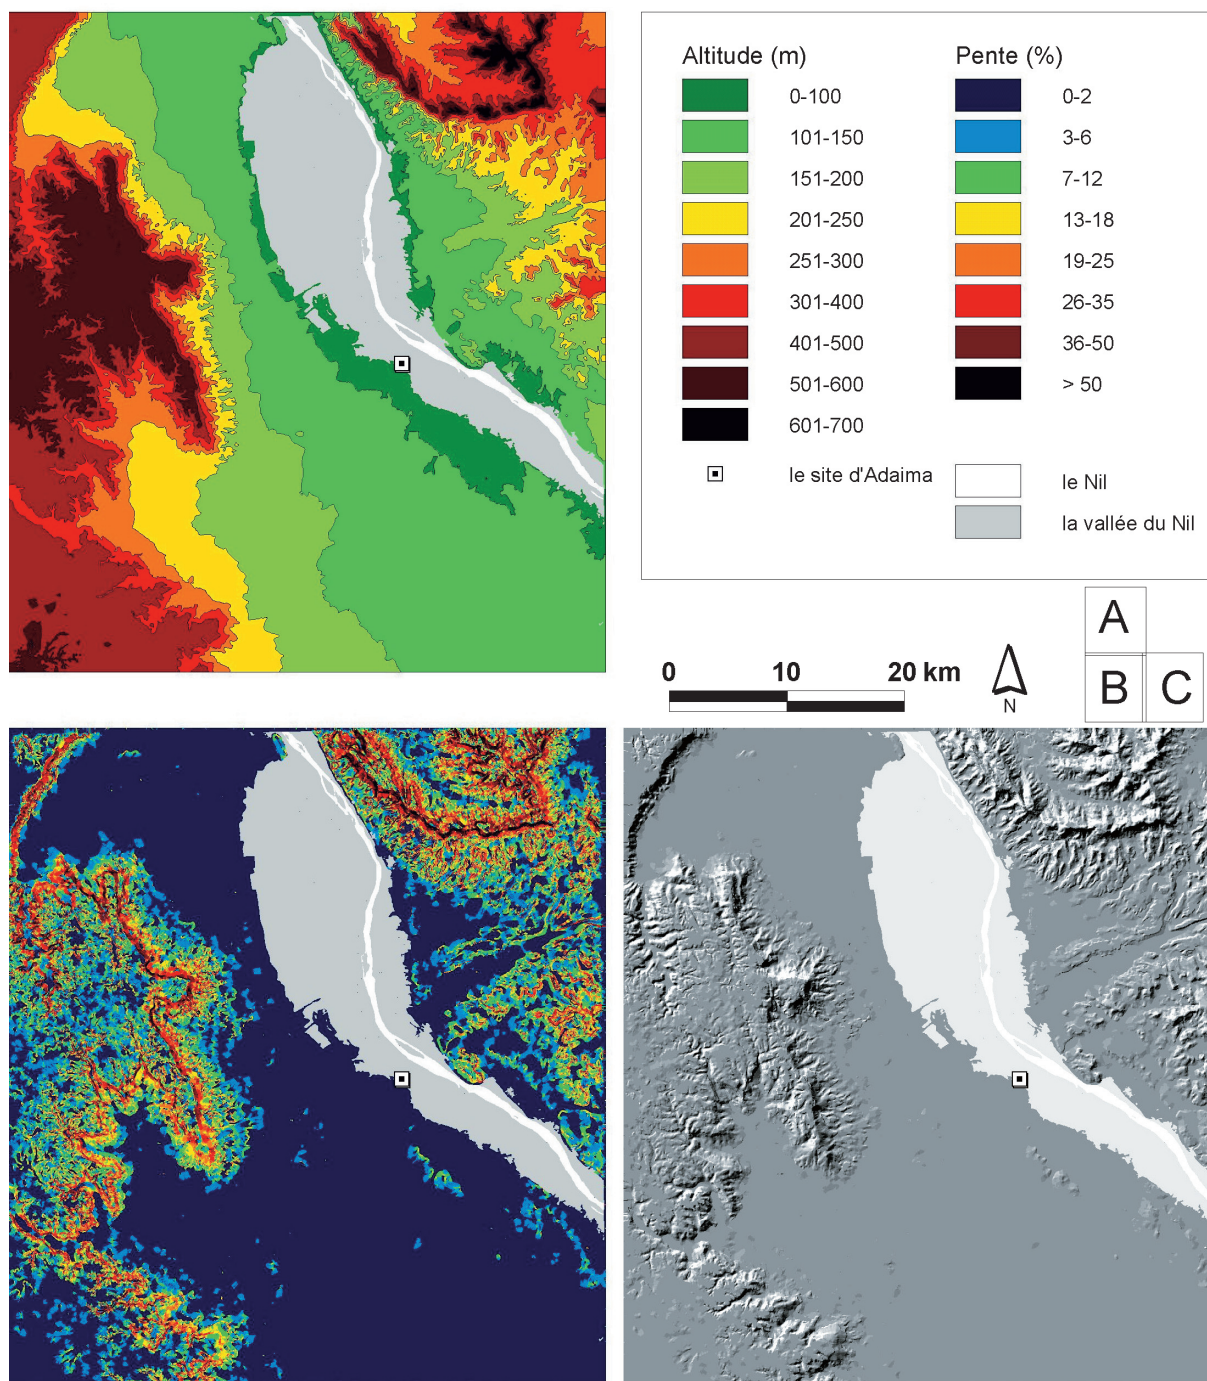 Altitude (m)
0-100
101-150
151-200
201-250
251-300
301-400
401-500
501-600
601-700
le site d'Adaima
Pente (%)
0-2
3-6
7-12
13-18
19-25
26-35
36-50
> 50
le Nil
la vallée du Nil
0 10 20 km
N
A
B C